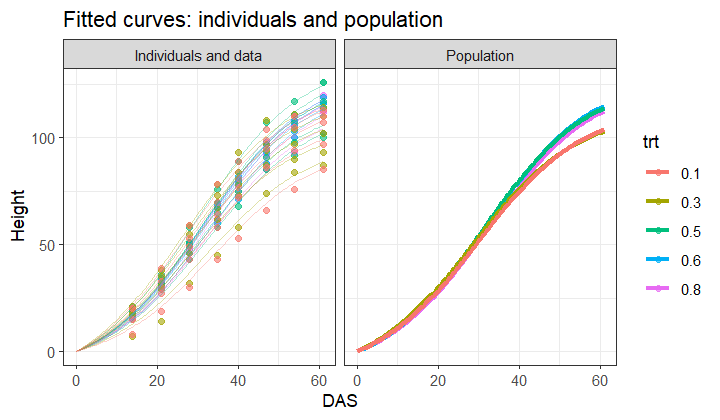 Fitted curves: individuals and population
Individuals and data
Population
Height
100
50
0
0 20 40 60
0 20 40 60
DAS
trt
0.1
0.3
0.5
0.6
0.8